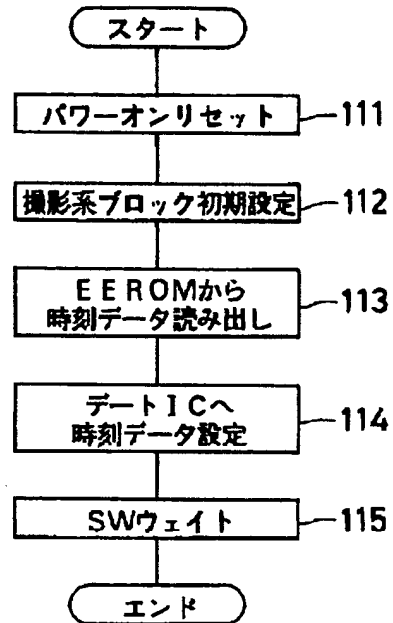 スタート
パワーオンリセット 111
撮影系ブロック初期設定 112
EEROMから
時刻データ読み出し 113
デートICへ
時刻データ設定 114
SWウェイト 115
エンド